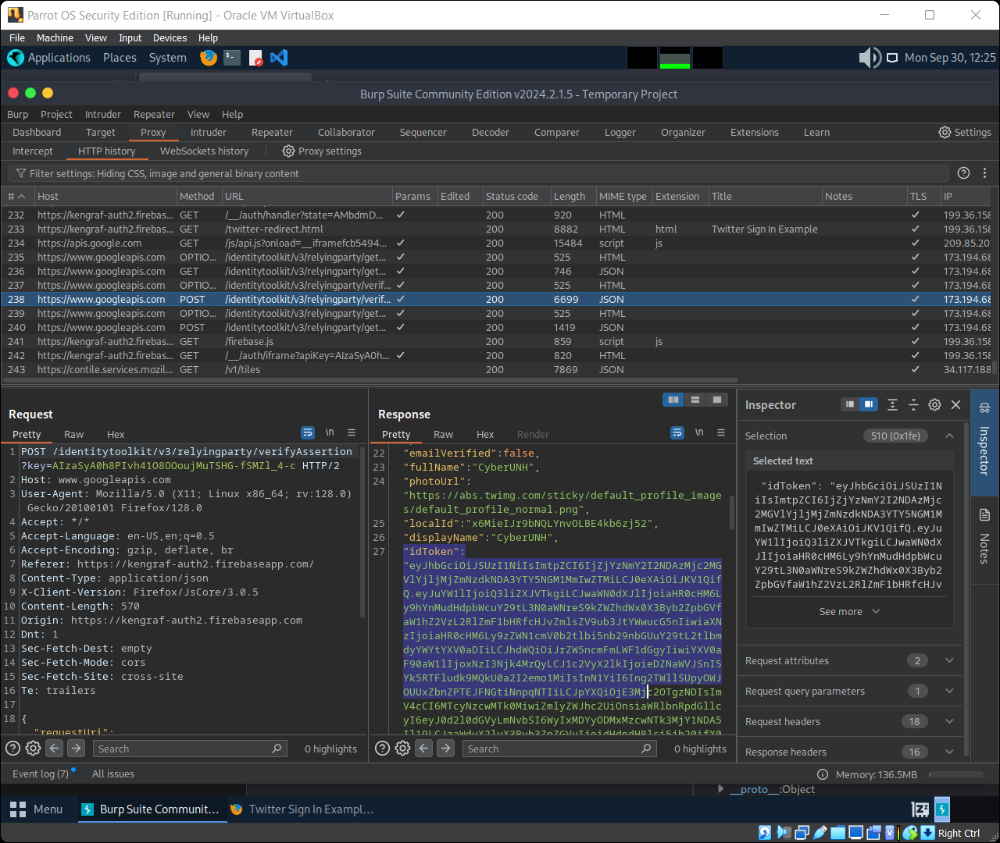 Parrot OS Security Edition [Running] - Oracle VM VirtualBox
File Machine View Input Devices Help
Applications Places System Mon Sep 30, 12:25
Burp Suite Community Edition v2024.2.1.5 - Temporary Project
Burp Project Intruder Repeater View Help
Dashboard Target Proxy Intruder Repeater Collaborator Sequencer Decoder Comparer Logger Organizer Extensions Learn Settings
Intercept HTTP history WebSockets history Proxy settings
Filter settings: Hiding CSS, image and general binary content
# Host Method URL Params Edited Status code Length MIME type Extension Title Notes TLS IP
232 https://kengraf-auth2.firebas... GET /__/auth/handler?state=AMbdmD... ✓ 200 920 HTML ✓ 199.36.158
233 https://kengraf-auth2.firebas... GET /twitter-redirect.html 200 8882 HTML html Twitter Sign In Example ✓ 199.36.158
234 https://apis.google.com GET /js/api.js?onload=__iframefcb5494... ✓ 200 15484 script js ✓ 209.85.20
235 https://www.googleapis.com OPTIO... /identitytoolkit/v3/relyingparty/get... ✓ 200 525 HTML ✓ 173.194.68
236 https://www.googleapis.com GET /identitytoolkit/v3/relyingparty/get... ✓ 200 746 JSON ✓ 173.194.68
237 https://www.googleapis.com OPTIO... /identitytoolkit/v3/relyingparty/verif... ✓ 200 525 HTML ✓ 173.194.68
238 https://www.googleapis.com POST /identitytoolkit/v3/relyingparty/verif... ✓ 200 6699 JSON ✓ 173.194.68
239 https://www.googleapis.com OPTIO... /identitytoolkit/v3/relyingparty/get... ✓ 200 525 HTML ✓ 173.194.68
240 https://www.googleapis.com POST /identitytoolkit/v3/relyingparty/get... ✓ 200 1419 JSON ✓ 173.194.68
241 https://kengraf-auth2.firebas... GET /firebase.js 200 859 script js ✓ 199.36.158
242 https://kengraf-auth2.firebas... GET /__/auth/iframe?apiKey=AIzaSyA0h... ✓ 200 820 HTML ✓ 199.36.158
243 https://contile.services.mozil... GET /v1/tiles 200 7869 JSON ✓ 34.117.188
Request
Pretty Raw Hex \n
1 POST /identitytoolkit/v3/relyingparty/verifyAssertion
?key=AIzaSyA0h8PIvh41O8OOoujMuTSHG-fSMZl_4-c HTTP/2
2 Host: www.googleapis.com
3 User-Agent: Mozilla/5.0 (X11; Linux x86_64; rv:128.0)
Gecko/20100101 Firefox/128.0
4 Accept: */*
5 Accept-Language: en-US,en;q=0.5
6 Accept-Encoding: gzip, deflate, br
7 Referer: https://kengraf-auth2.firebaseapp.com/
8 Content-Type: application/json
9 X-Client-Version: Firefox/JsCore/3.0.5
10 Content-Length: 570
11 Origin: https://kengraf-auth2.firebaseapp.com
12 Dnt: 1
13 Sec-Fetch-Dest: empty
14 Sec-Fetch-Mode: cors
15 Sec-Fetch-Site: cross-site
16 Te: trailers
17
18 {
"requestUri":
Search 0 highlights
Response
Pretty Raw Hex Render \n
22 "emailVerified":false,
23 "fullName":"CyberUNH",
24 "photoUrl":
"https://abs.twimg.com/sticky/default_profile_image
s/default_profile_normal.png",
25 "localId":"x6MieIJr9bNQLYnvOLBE4kb6zj52",
26 "displayName":"CyberUNH",
27 "idToken":
"eyJhbGciOiJSUzI1NiIsImtpZCI6IjZjYzNmY2I2NDAzMjc2MG
VlYjljMjZmNzdkNDA3YTY5NGM1MmIwZTMiLCJ0eXAiOiJKV1Qif
Q.eyJuYW1lIjoiQ3liZXJVTkgiLCJwaWN0dXJlIjoiaHR0cHM6L
y9hYnMudHdpbWcuY29tL3N0aWNreS9kZWZhdWx0X3Byb2ZpbGVf
aW1hZ2VzL2RlZmF1bHRfcHJvZmlsZV9ub3JtYWwucG5nIiwiaXN
zIjoiaHR0cHM6Ly9zZWN1cmV0b2tlbi5nb29nbGUuY29tL2tlbm
dyYWYtYXV0aDIiLCJhdWQiOiJrZW5ncmFmLWF1dGgyIiwiYXV0a
F90aW1lIjoxNzI3Njk4MzQyLCJ1c2VyX2lkIjoieDZNaWVJSnI5
Yk5RTFludk9MQkU0a2I2emo1MiIsInN1YiI6Ing2TWllSUpyOWJ
OUUxZbnZPTEJFNGtiNnpqNTIiLCJpYXQiOjE3Mjc2OTgzNDIsIm
V4cCI6MTcyNzcwMTk0MiwiZmlyZWJhc2UiOnsiaWRlbnRpdGllc
yI6eyJ0d2l0dGVyLmNvbSI6WyIxMDYyODMxMzcwNTk3MjY1NDA5
Search 0 highlights
Inspector
Selection 510 (0x1fe)
Selected text
"idToken": "eyJhbGciOiJSUzI1N
iIsImtpZCI6IjZjYzNmY2I2NDAzMjc
2MGVlYjljMjZmNzdkNDA3YTY5NGM1M
mIwZTMiLCJ0eXAiOiJKV1QifQ.eyJu
YW1lIjoiQ3liZXJVTkgiLCJwaWN0dX
JlIjoiaHR0cHM6Ly9hYnMudHdpbWcu
Y29tL3N0aWNreS9kZWZhdWx0X3Byb2
ZpbGVfaW1hZ2VzL2RlZmF1bHRfcHJv
See more
Request attributes 2
Request query parameters 1
Request headers 18
Response headers 16
Inspector
Notes
Event log (7) All issues Memory: 136.5MB
__proto__:Object
Menu Burp Suite Communit... Twitter Sign In Exampl...
Right Ctrl